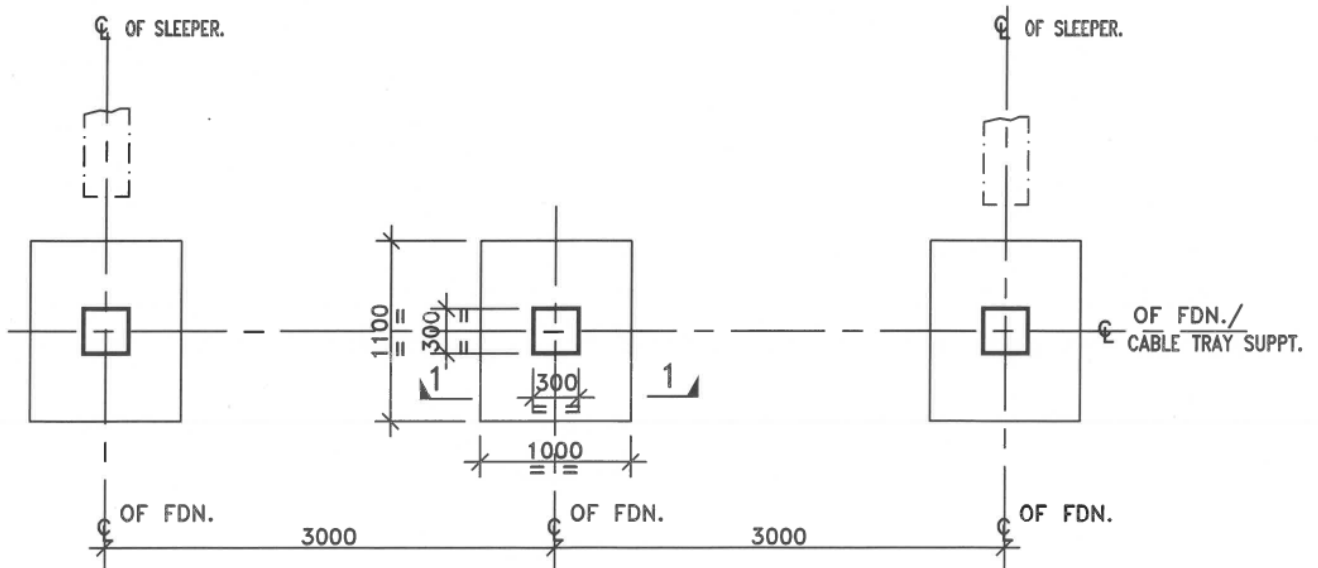 ℄ OF SLEEPER.
℄ OF SLEEPER.
1100
300
℄ OF FDN./
CABLE TRAY SUPPT.
1
300
1
1000
℄ OF FDN.
℄ OF FDN.
℄ OF FDN.
3000
3000